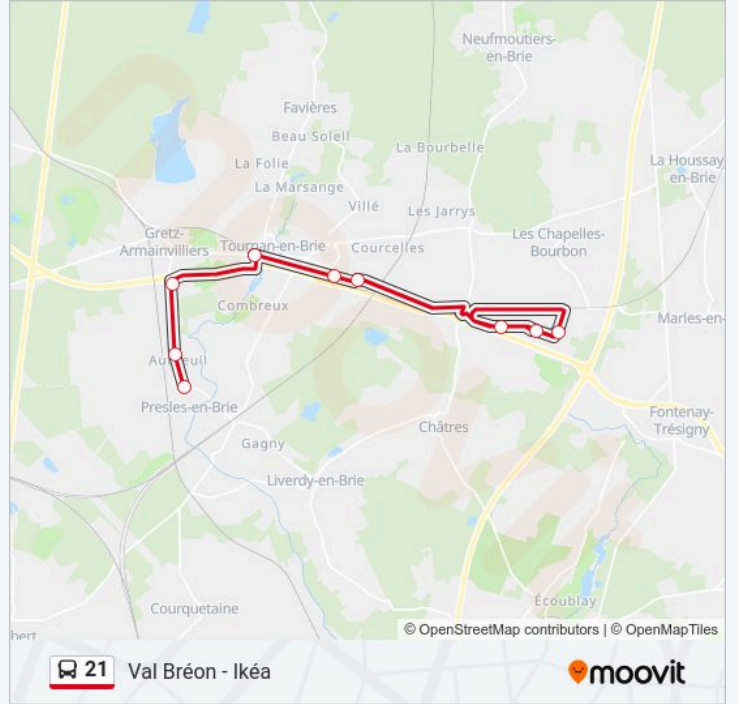 Neufmoutiers-
en-Brie
Favières
Beau Soleil
La Bourbelle
La Folie
La Houssay
en-Brie
La Marsange
Villé
Les Jarrys
Gretz-
Armainvilliers
Tournan-en-Brie
Courcelles
Les Chapelles-
Bourbon
Combreux
Marles-en-
Presles-en-Brie
Fontenay-
Trésigny
Gagny
Châtres
Liverdy-en-Brie
Écoublay
Courquetaine
bert
© OpenStreetMap contributors | © OpenMapTiles
21 Val Bréon - Ikéa
moovit